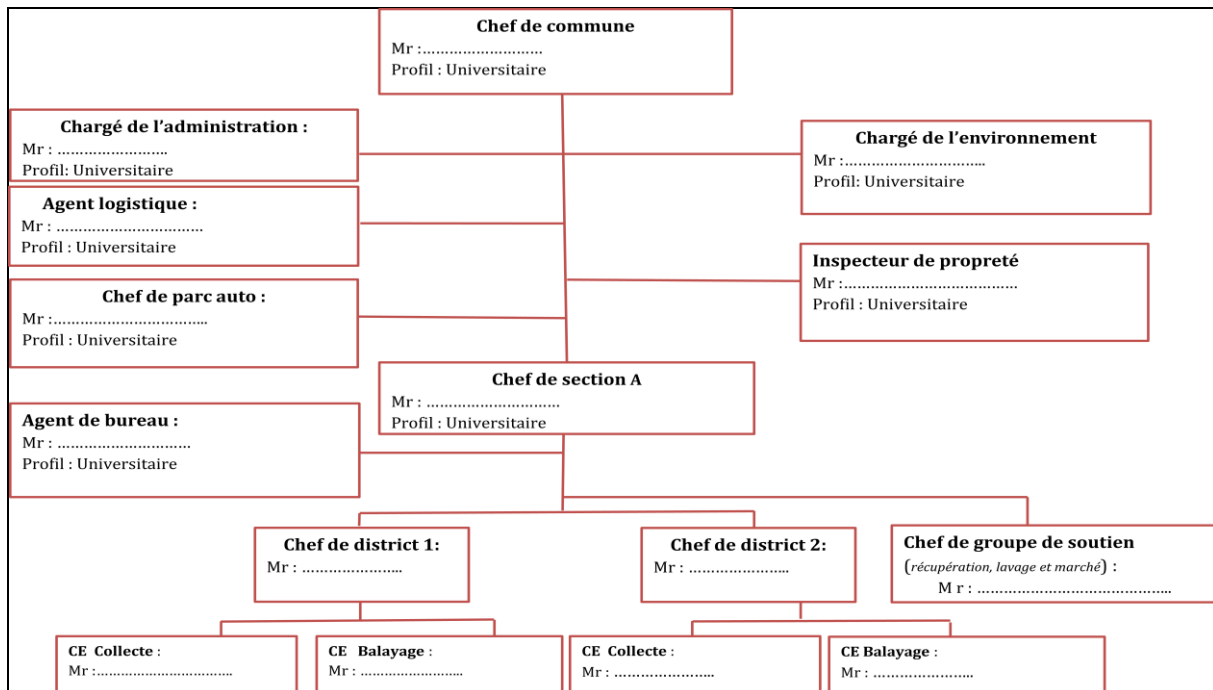 Chef de commune
Mr :………………………
Profil : Universitaire
Chargé de l’administration :
Mr : …………………….
Profil: Universitaire
Chargé de l’environnement
Mr :……………………………..
Profil: Universitaire
Agent logistique :
Mr : ……………………………
Profil : Universitaire
Inspecteur de propreté
Mr :…………………………………
Profil : Universitaire
Chef de parc auto :
Mr :……………………………..
Profil : Universitaire
Chef de section A
Mr : …………………………
Profil : Universitaire
Agent de bureau :
Mr : …………………………
Profil : Universitaire
Chef de district 1:
Mr : …………………..
Chef de district 2:
Mr : …………………..
Chef de groupe de soutien
(récupération, lavage et marché) :
M r : ……………………………………..
CE Collecte :
Mr :…………………………….
CE Balayage :
Mr : ……………………..
CE Collecte :
Mr : ……………………..
CE Balayage :
Mr : …………………..